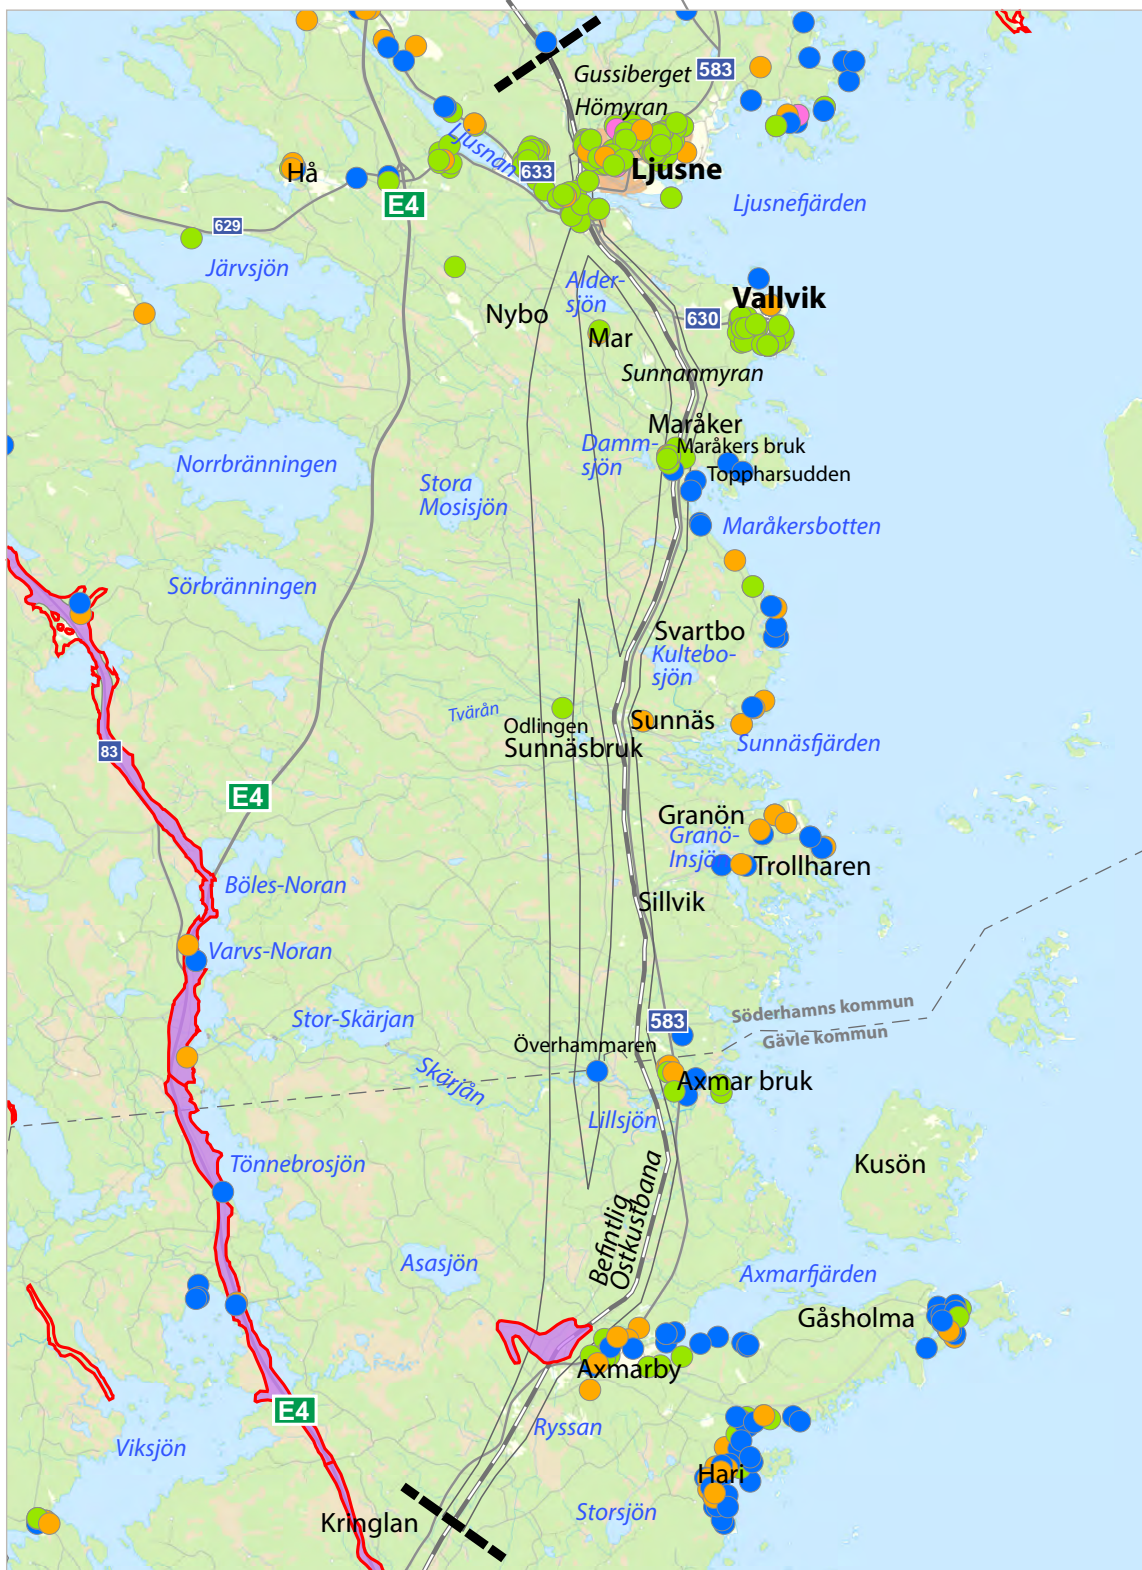 Gussiberget
583
Hömyran
Ljusnan
633
Ljusne
Hå
E4
Ljusnefjärden
629
Järvsjön
Alder-
sjön
Vallvik
Nybo
630
Mar
Sunnanmyran
Maråker
Damm-
sjön
Maråkers bruk
Toppharsudden
Norrbränningen
Stora
Mosisjön
Maråkersbotten
Sörbränningen
Svartbo
Kultebo-
sjön
Tvärån
Odlingen
Sunnäs
Sunnäsbruk
Sunnäsfjärden
83
E4
Granön
Granö-
Insjön
Trollharen
Böles-Noran
Sillvik
Varvs-Noran
Stor-Skärjan
583
Söderhamns kommun
Gävle kommun
Överhammaren
Skärjån
Axmar bruk
Lillsjön
Tönnebrosjön
Kusön
Befintlig
Ostkustbana
Asasjön
Axmarfjärden
Gåsholma
Axmarby
E4
Ryssan
Viksjön
Hari
Storsjön
Kringlan